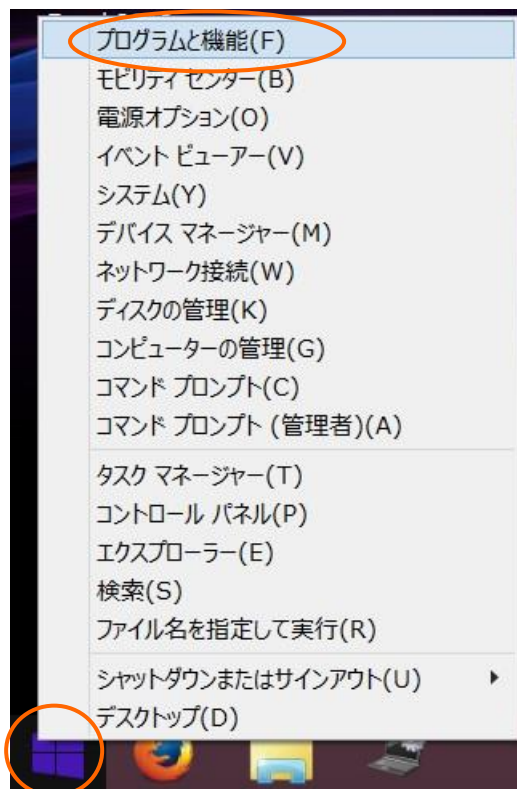 プログラムと機能(F)
モビリティ センター(B)
電源オプション(O)
イベント ビューアー(V)
システム(Y)
デバイス マネージャー(M)
ネットワーク接続(W)
ディスクの管理(K)
コンピューターの管理(G)
コマンド プロンプト(C)
コマンド プロンプト (管理者)(A)
タスク マネージャー(T)
コントロール パネル(P)
エクスプローラー(E)
検索(S)
ファイル名を指定して実行(R)
シャットダウンまたはサインアウト(U)
デスクトップ(D)